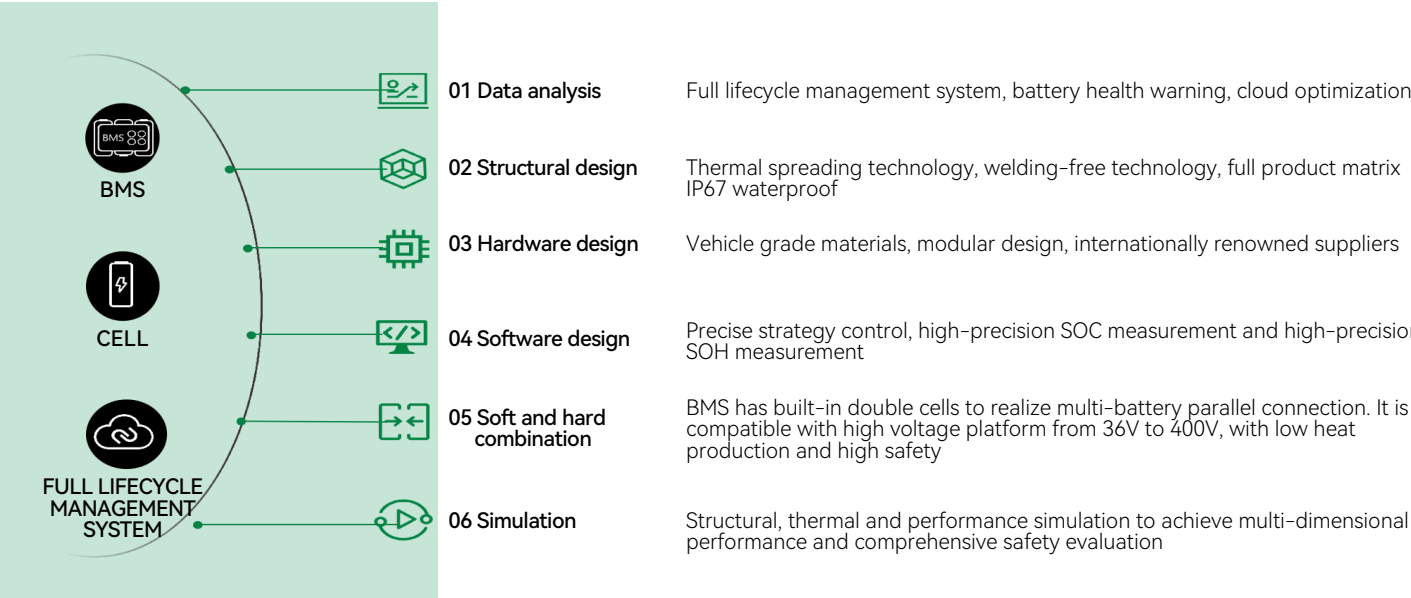 BMS
BMS
CELL
FULL LIFECYCLE
MANAGEMENT
SYSTEM
01 Data analysis
Full lifecycle management system, battery health warning, cloud optimization
02 Structural design
Thermal spreading technology, welding-free technology, full product matrix
IP67 waterproof
03 Hardware design
Vehicle grade materials, modular design, internationally renowned suppliers
04 Software design
Precise strategy control, high-precision SOC measurement and high-precision
SOH measurement
05 Soft and hard
combination
BMS has built-in double cells to realize multi-battery parallel connection. It is
compatible with high voltage platform from 36V to 400V, with low heat
production and high safety
06 Simulation
Structural, thermal and performance simulation to achieve multi-dimensional
performance and comprehensive safety evaluation